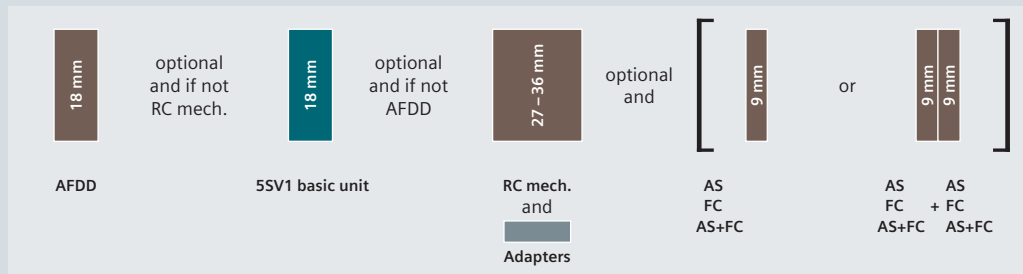 18 mm
optional
and if not
RC mech.
18 mm
optional
and if not
AFDD
27 – 36 mm
optional
and
9 mm
or
9 mm
9 mm
AFDD
5SV1 basic unit
RC mech.
and
Adapters
AS
FC
AS+FC
AS AS
FC + FC
AS+FC AS+FC